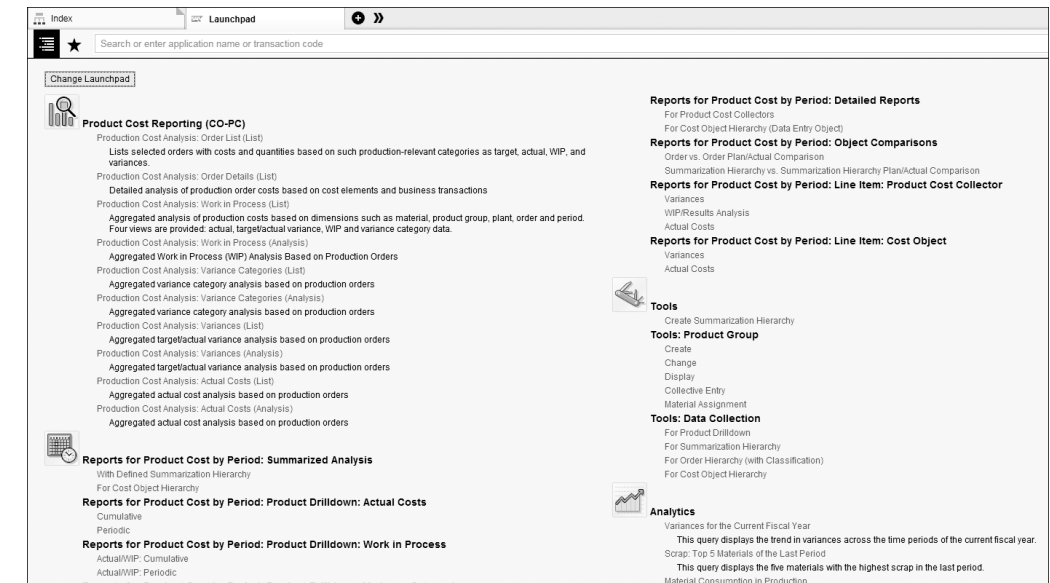 Index
Launchpad
Search or enter application name or transaction code
Change Launchpad
Product Cost Reporting (CO-PC)
Production Cost Analysis: Order List (List)
Lists selected orders with costs and quantities based on such production-relevant categories as target, actual, WIP, and
variances.
Production Cost Analysis: Order Details (List)
Detailed analysis of production order costs based on cost elements and business transactions
Production Cost Analysis: Work in Process (List)
Aggregated analysis of production costs based on dimensions such as material, product group, plant, order and period.
Four views are provided: actual, target/actual variance, WIP and variance category data.
Production Cost Analysis: Work in Process (Analysis)
Aggregated Work in Process (WIP) Analysis Based on Production Orders
Production Cost Analysis: Variance Categories (List)
Aggregated variance category analysis based on production orders
Production Cost Analysis: Variance Categories (Analysis)
Aggregated variance category analysis based on production orders
Production Cost Analysis: Variances (List)
Aggregated target/actual variance analysis based on production orders
Production Cost Analysis: Variances (Analysis)
Aggregated target/actual variance analysis based on production orders
Production Cost Analysis: Actual Costs (List)
Aggregated actual cost analysis based on production orders
Production Cost Analysis: Actual Costs (Analysis)
Aggregated actual cost analysis based on production orders
Reports for Product Cost by Period: Summarized Analysis
With Defined Summarization Hierarchy
For Cost Object Hierarchy
Reports for Product Cost by Period: Product Drilldown: Actual Costs
Cumulative
Periodic
Reports for Product Cost by Period: Product Drilldown: Work in Process
Actual/WIP: Cumulative
Actual/WIP: Periodic
Reports for Product Cost by Period: Detailed Reports
For Product Cost Collectors
For Cost Object Hierarchy (Data Entry Object)
Reports for Product Cost by Period: Object Comparisons
Order vs. Order Plan/Actual Comparison
Summarization Hierarchy vs. Summarization Hierarchy Plan/Actual Comparison
Reports for Product Cost by Period: Line Item: Product Cost Collector
Variances
WIP/Results Analysis
Actual Costs
Reports for Product Cost by Period: Line Item: Cost Object
Variances
Actual Costs
Tools
Create Summarization Hierarchy
Tools: Product Group
Create
Change
Display
Collective Entry
Material Assignment
Tools: Data Collection
For Product Drilldown
For Summarization Hierarchy
For Order Hierarchy (with Classification)
For Cost Object Hierarchy
Analytics
Variances for the Current Fiscal Year
This query displays the trend in variances across the time periods of the current fiscal year.
Scrap: Top 5 Materials of the Last Period
This query displays the five materials with the highest scrap in the last period.
Material Consumption in Production